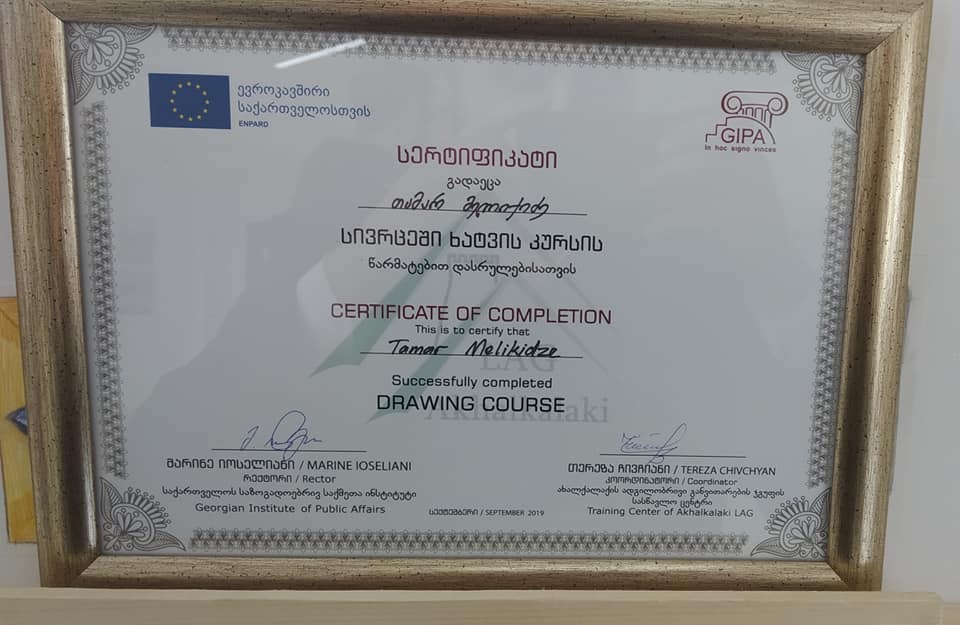 ევროკავშირი
საქართველოსთვის
ENPARD
GIPA
In hoc signo vinces
სერტიფიკატი
გადაეცა
თამარ მელიქიძე
სივრცეში ხატვის კურსის
წარმატებით დასრულებისათვის
CERTIFICATE OF COMPLETION
This is to certify that
Tamar Melikidze
LAG
Successfully completed
DRAWING COURSE
Akhalkalaki
მარინე იოსელიანი / MARINE IOSELIANI
რექტორი / Rector
საქართველოს საზოგადოებრივ საქმეთა ინსტიტუტი
Georgian Institute of Public Affairs
სექტემბერი / SEPTEMBER 2019
თერეზა ჩივჩიანი / TEREZA CHIVCHYAN
კოორდინატორი / Coordinator
ახალქალაქის ადგილობრივი განვითარების ჯგუფის
სასწავლო ცენტრი
Training Center of Akhalkalaki LAG